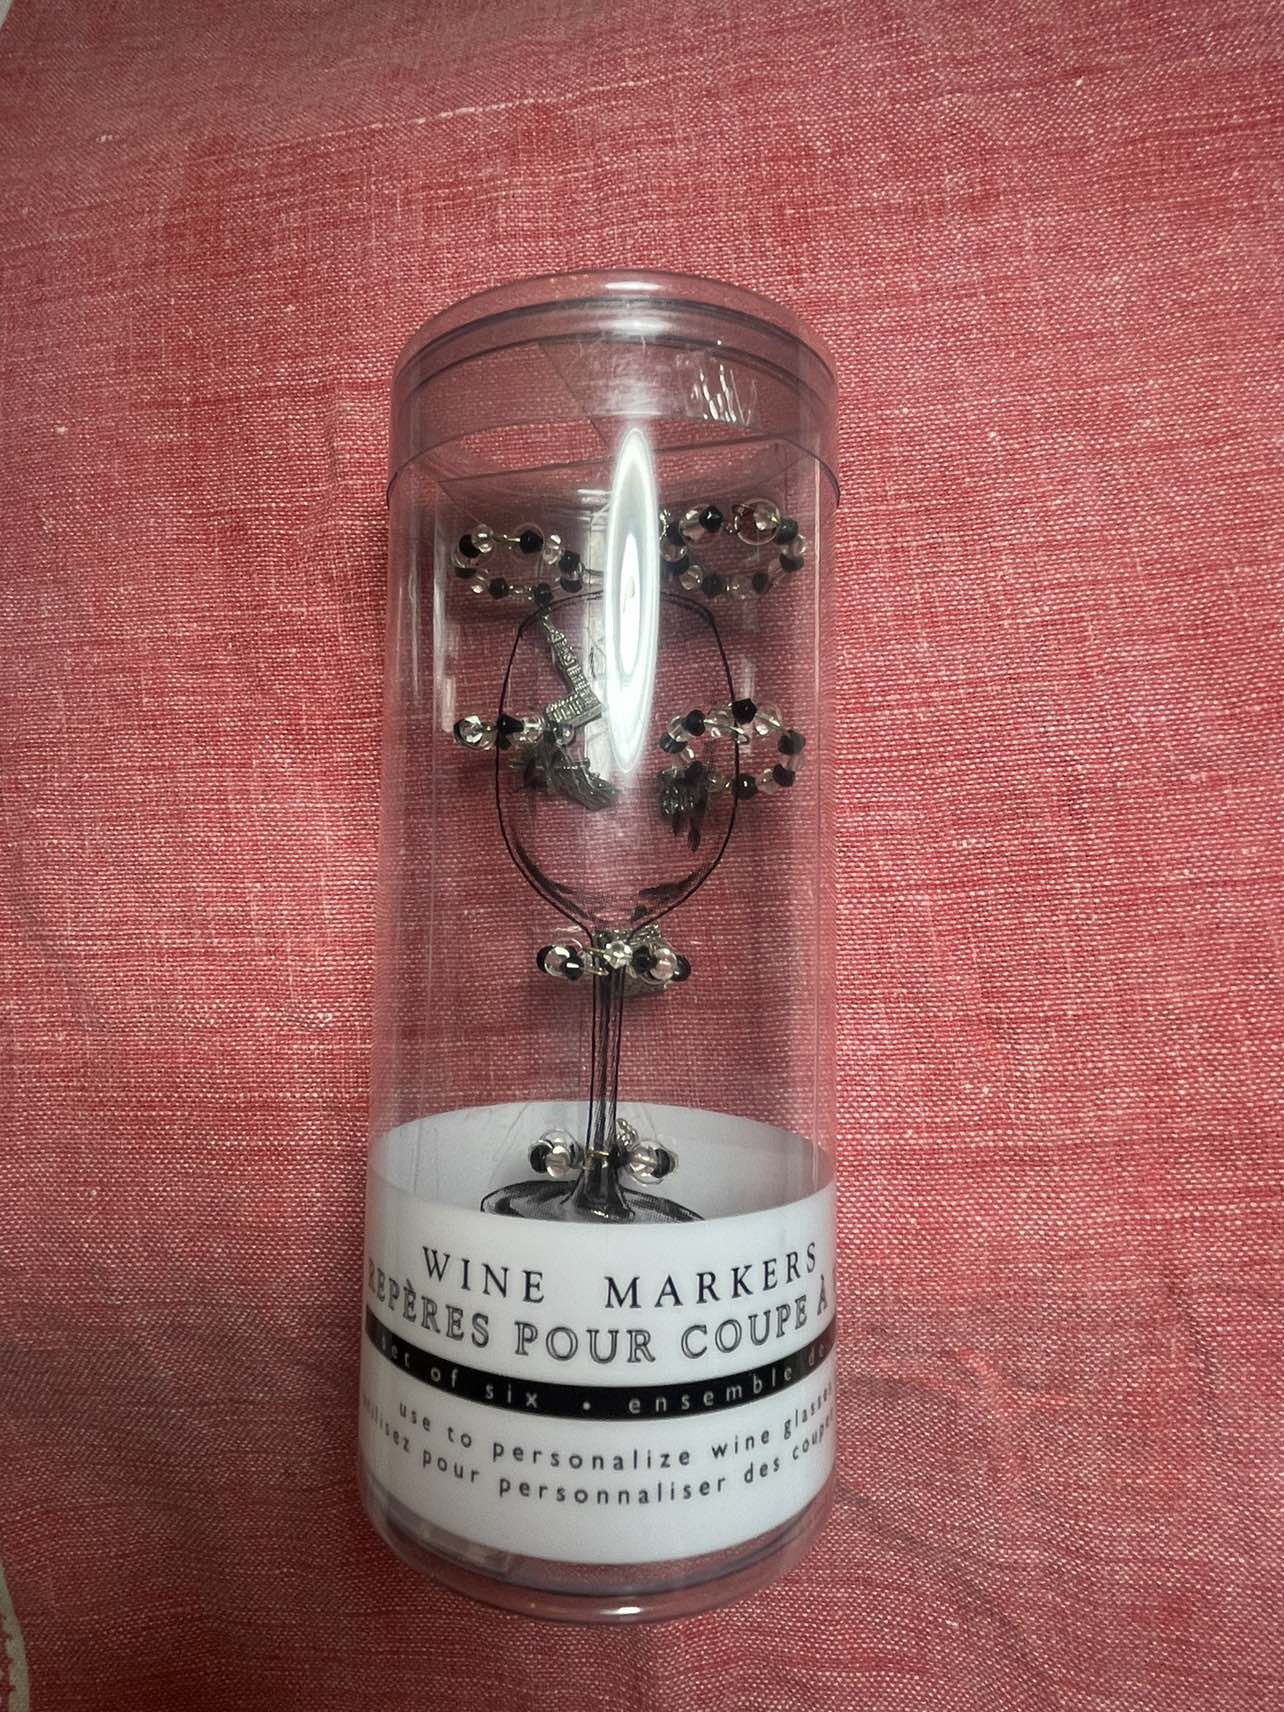 WINE MARKERS
REPÈRES POUR COUPE À
set of six • ensemble de
use to personalize wine glasses
utilisez pour personnaliser des coupes